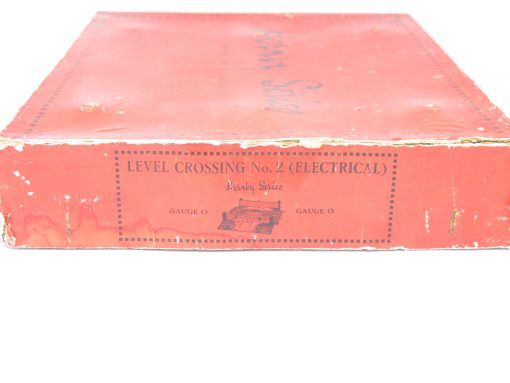 LEVEL CROSSING No. 2 (ELECTRICAL)
Hornby Series
GAUGE O GAUGE O